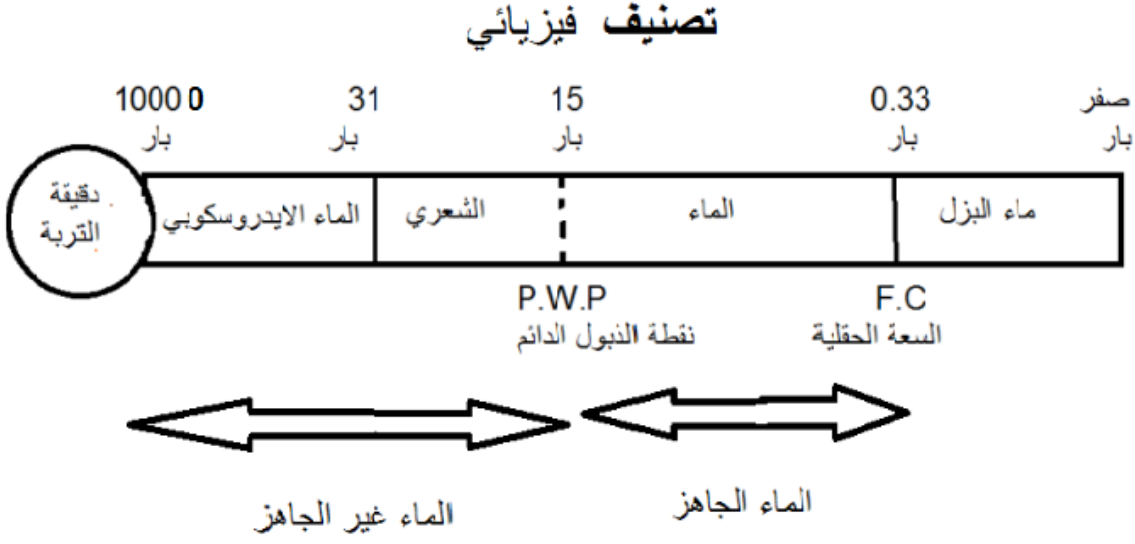 تصنيف فيزيائي
صفر 0.33 15 31 10000
بار بار بار بار بار
دقيقة
التربة
الماء الايدروسكوبي الشعري الماء ماء البزل
P.W.P F.C
نقطة الذبول الدائم السعة الحقلية
الماء غير الجاهز الماء الجاهز